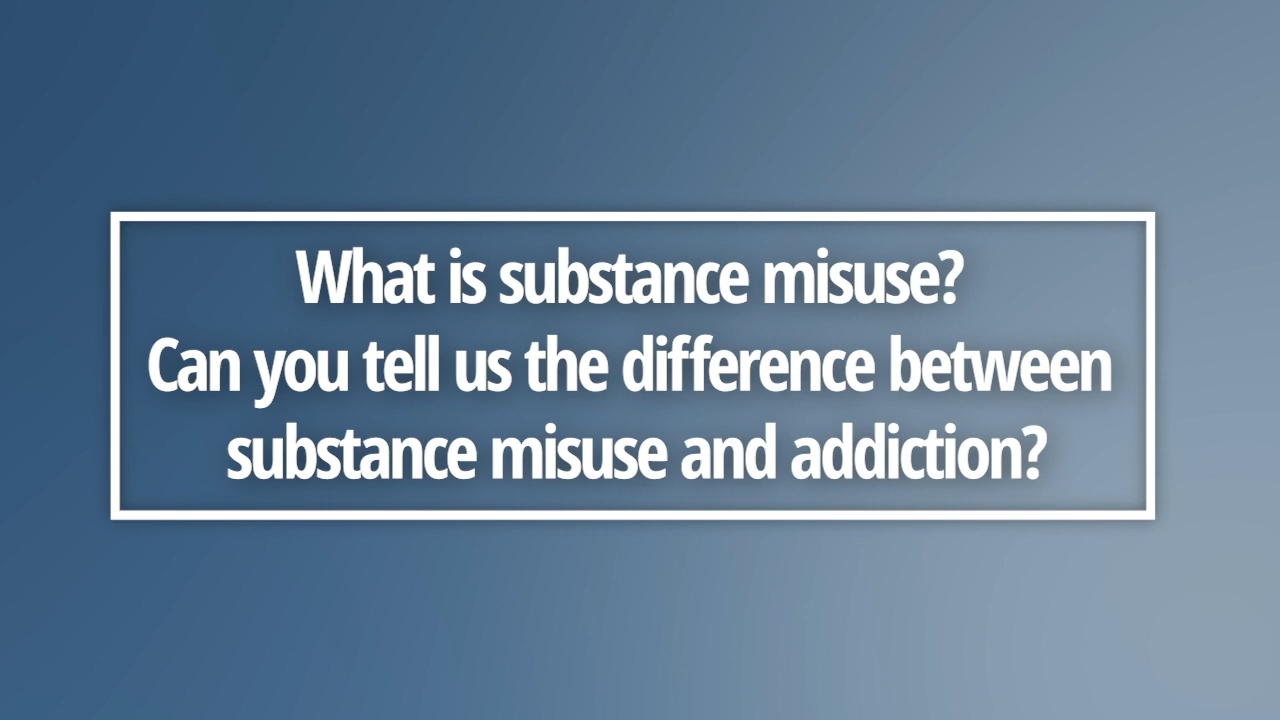 What is substance misuse?
Can you tell us the difference between
substance misuse and addiction?